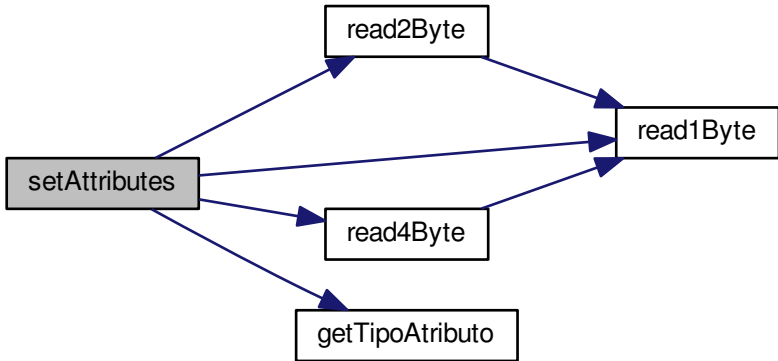 read2Byte
read1Byte
setAttributes
read4Byte
getTipoAtributo